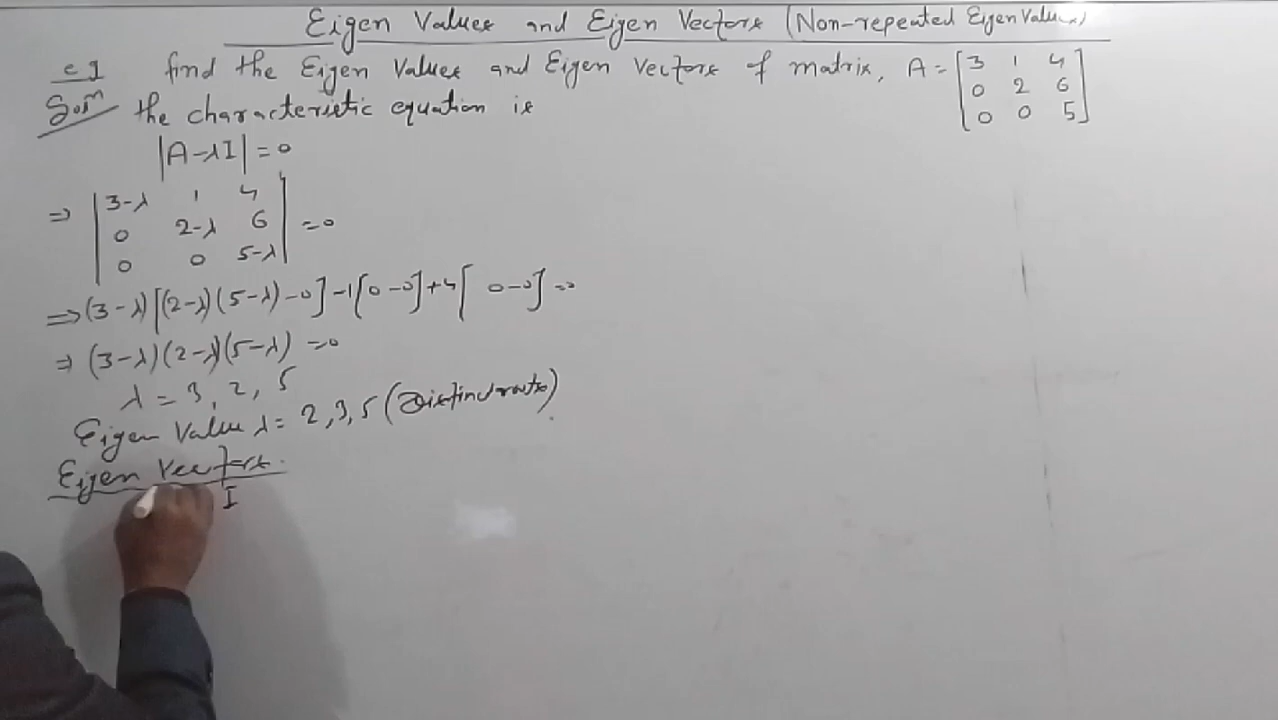 Eigen Values and Eigen Vectors (Non-repeated Eigen Values)
eg find the Eigen Values and Eigen Vectors of matrix, A = [3 1 4
0 2 6
0 0 5]
Soln the characteristic equation is
|A-λI| = 0
⇒ |3-λ 1 4
0 2-λ 6
0 0 5-λ| = 0
⇒ (3-λ)[(2-λ)(5-λ)-0]-1[0-0]+4[0-0] = 0
⇒ (3-λ)(2-λ)(5-λ) = 0
λ = 3, 2, 5
Eigen Value λ = 2, 3, 5 (Distinct roots)
Eigen Vectors.
I